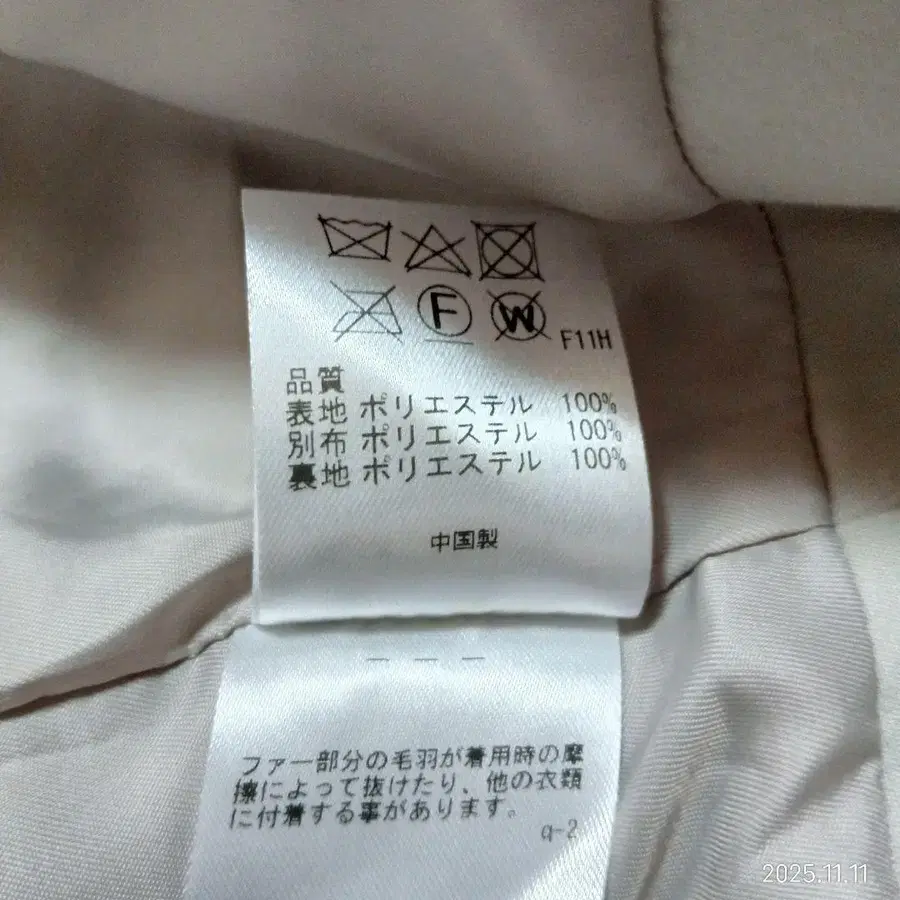 F
W
F11H
品質
表地 ポリエステル 100%
別布 ポリエステル 100%
裏地 ポリエステル 100%
中国製
ファー部分の毛羽が着用時の摩
擦によって抜けたり、他の衣類
に付着する事があります。
q-2
2025.11.11